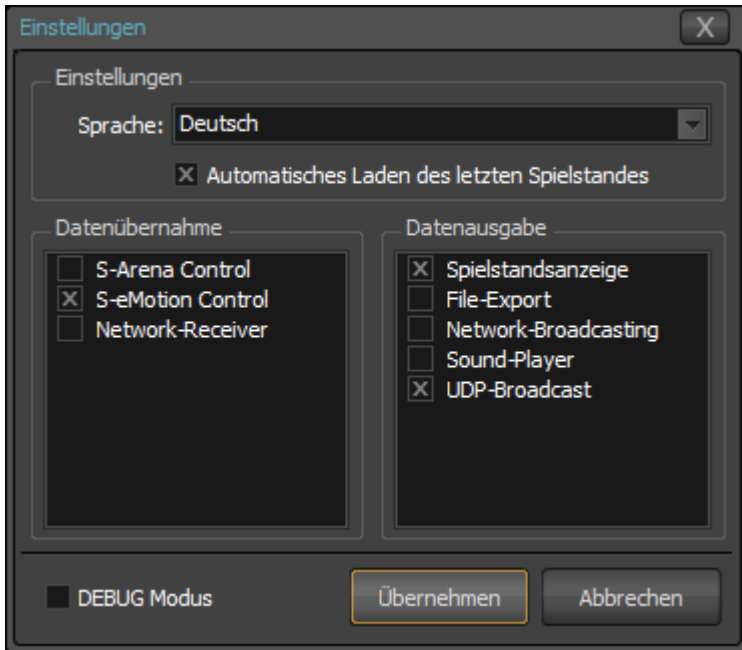 Einstellungen
X
Einstellungen
Sprache: Deutsch
X Automatisches Laden des letzten Spielstandes
Datenübernahme
S-Arena Control
X S-eMotion Control
Network-Receiver
Datenausgabe
X Spielstandsanzeige
File-Export
Network-Broadcasting
Sound-Player
X UDP-Broadcast
DEBUG Modus
Übernehmen
Abbrechen